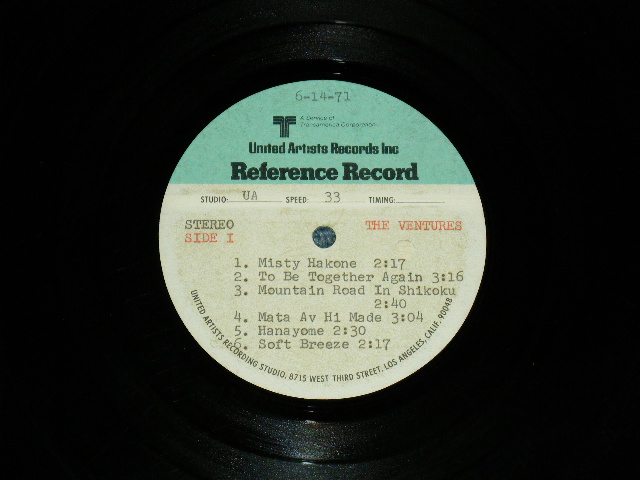 6-14-71
A Service of
Transamerica Corporation
United Artists Records Inc
Reference Record
STUDIO: UA SPEED: 33 TIMING:
STEREO THE VENTURES
SIDE I
1. Misty Hakone 2:17
2. To Be Together Again 3:16
3. Mountain Road In Shikoku
2:40
4. Mata Av Hi Made 3:04
5. Hanayome 2:30
6. Soft Breeze 2:17
UNITED ARTISTS RECORDING STUDIO, 8715 WEST THIRD STREET, LOS ANGELES, CALIF. 90048